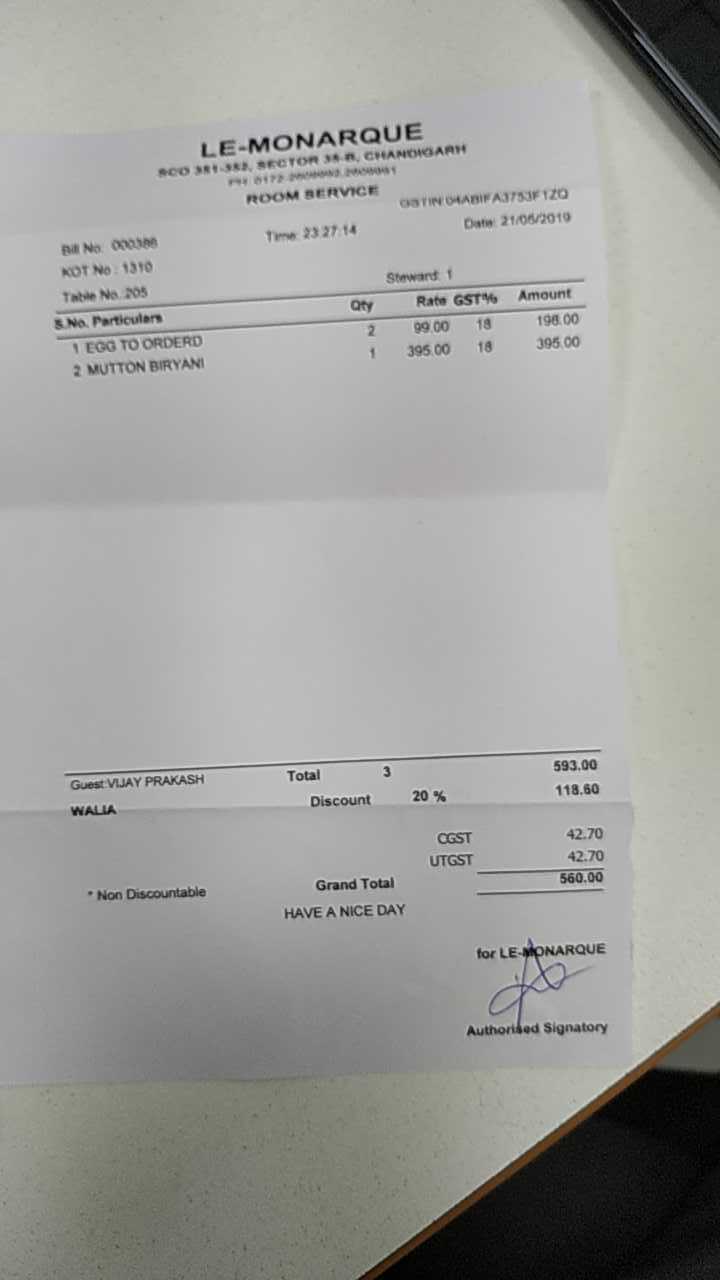 LE-MONARQUE
SCO 381-382, SECTOR 35-B, CHANDIGARH
PH: 0172
ROOM SERVICE
GSTIN:04ABIFA3753F1ZQ
Bill No: 000386 Time: 23:27:14 Date: 21/05/2019
KOT No : 1310
Table No. 205 Steward: 1
S.No. Particulars Qty Rate GST% Amount
1 EGG TO ORDERD 2 99.00 18 198.00
2 MUTTON BIRYANI 1 395.00 18 395.00
Guest:VIJAY PRAKASH Total 3 593.00
WALIA Discount 20 % 118.60
CGST 42.70
UTGST 42.70
* Non Discountable Grand Total 560.00
HAVE A NICE DAY
for LE-MONARQUE
Authorised Signatory